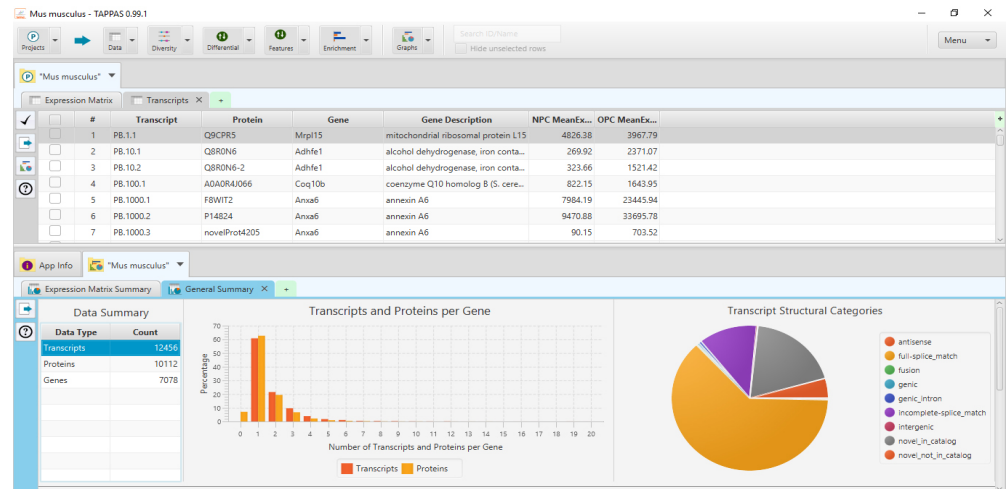 Mus musculus - TAPPAS 0.99.1
Projects Data Diversity Differential Features Enrichment Graphs Search ID/Name Hide unselected rows Menu
"Mus musculus"
Expression Matrix Transcripts
# Transcript Protein Gene Gene Description NPC MeanEx... OPC MeanEx...
1 PB.1.1 Q9CPR5 Mrpl15 mitochondrial ribosomal protein L15 4826.38 3967.79
2 PB.10.1 Q8R0N6 Adhfe1 alcohol dehydrogenase, iron conta... 269.92 2371.07
3 PB.10.2 Q8R0N6-2 Adhfe1 alcohol dehydrogenase, iron conta... 323.66 1521.42
4 PB.100.1 A0A0R4J066 Coq10b coenzyme Q10 homolog B (S. cere... 822.15 1643.95
5 PB.1000.1 F8WIT2 Anxa6 annexin A6 7984.19 23445.94
6 PB.1000.2 P14824 Anxa6 annexin A6 9470.88 33695.78
7 PB.1000.3 novelProt4205 Anxa6 annexin A6 90.15 703.52
App Info "Mus musculus"
Expression Matrix Summary General Summary
Data Summary
Data Type Count
Transcripts 12456
Proteins 10112
Genes 7078
Transcripts and Proteins per Gene
Percentage
70
60
50
40
30
20
10
0 1 2 3 4 5 6 7 8 9 10 11 12 13 14 15 16 17 18 19 20
Number of Transcripts and Proteins per Gene
Transcripts Proteins
Transcript Structural Categories
antisense
full-splice_match
fusion
genic
genic_intron
incomplete-splice_match
intergenic
novel_in_catalog
novel_not_in_catalog